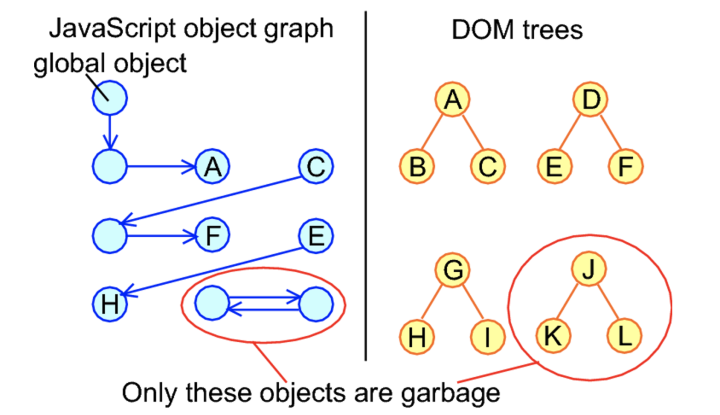 JavaScript object graph
global object
A
C
F
E
H
DOM trees
A
B
C
D
E
F
G
H
I
J
K
L
Only these objects are garbage